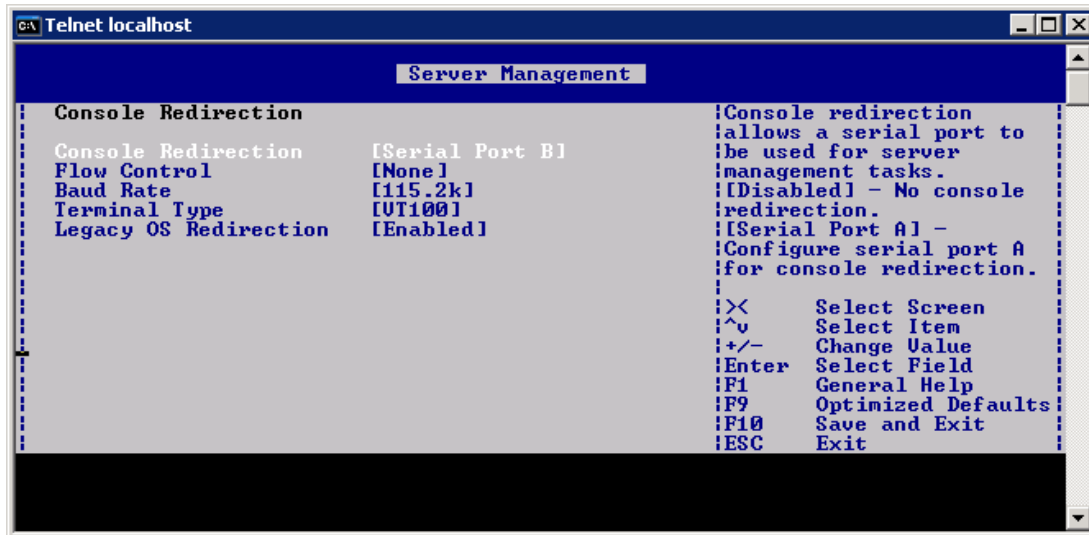 Telnet localhost
Server Management
Console Redirection
Console Redirection [Serial Port B]
Flow Control [None]
Baud Rate [115.2k]
Terminal Type [VT100]
Legacy OS Redirection [Enabled]
Console redirection
allows a serial port to
be used for server
management tasks.
[Disabled] - No console
redirection.
[Serial Port A] -
Configure serial port A
for console redirection.
>< Select Screen
^v Select Item
+/- Change Value
Enter Select Field
F1 General Help
F9 Optimized Defaults
F10 Save and Exit
ESC Exit